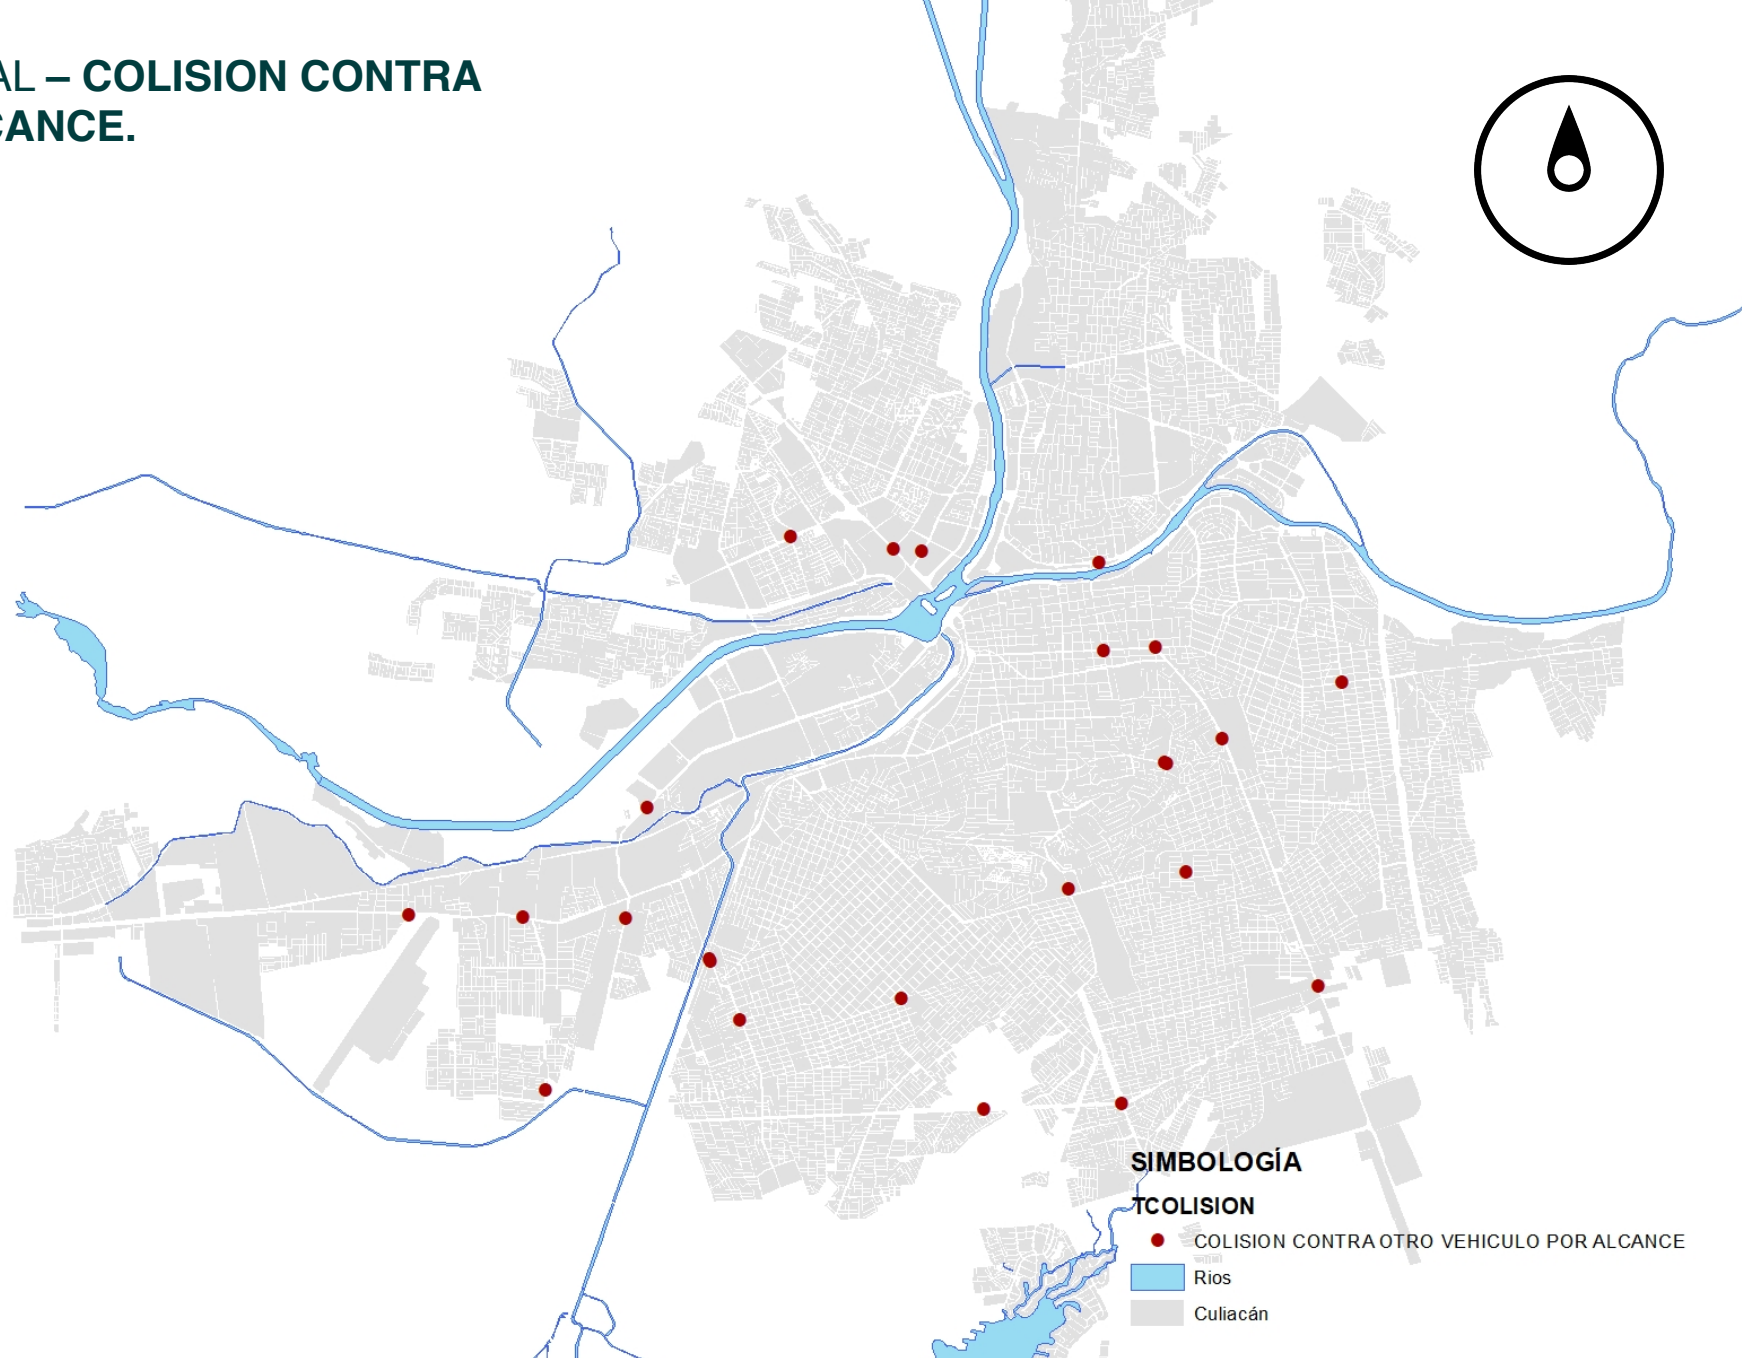 AL – COLISION CONTRA
CANCE.
SIMBOLOGÍA
TCOLISION
COLISION CONTRA OTRO VEHICULO POR ALCANCE
Rios
Culiacán